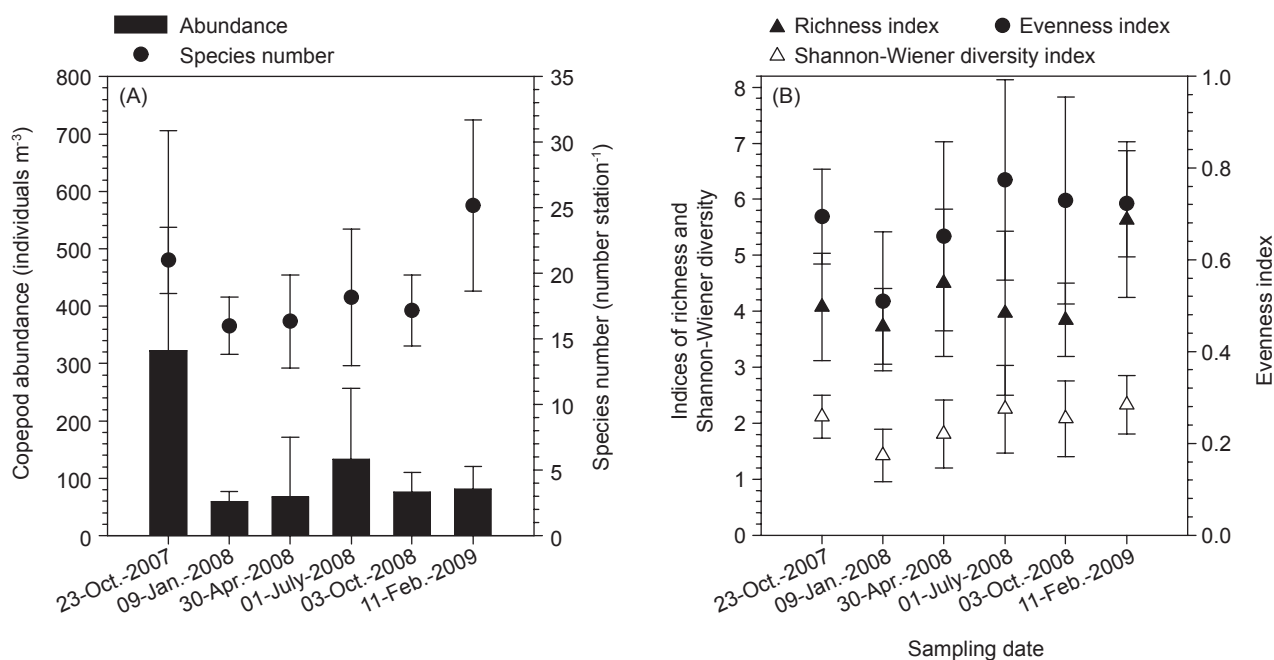 Abundance
Species number
(A)
Copepod abundance (individuals m-3)
800
700
600
500
400
300
200
100
0
35
30
25
20
15
10
5
0
Species number (number station-1)
23-Oct.-2007
09-Jan.-2008
30-Apr.-2008
01-July-2008
03-Oct.-2008
11-Feb.-2009
Richness index
Evenness index
Shannon-Wiener diversity index
(B)
Indices of richness and
Shannon-Wiener diversity
8
7
6
5
4
3
2
1
0
1.0
0.8
0.6
0.4
0.2
0.0
Evenness index
23-Oct.-2007
09-Jan.-2008
30-Apr.-2008
01-July-2008
03-Oct.-2008
11-Feb.-2009
Sampling date